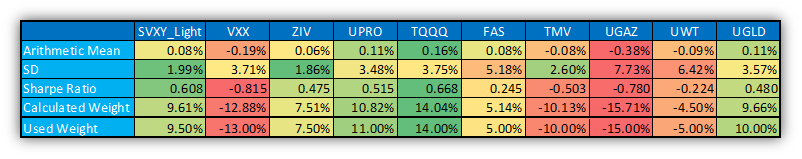 SVXY_Light VXX ZIV UPRO TQQQ FAS TMV UGAZ UWT UGLD
Arithmetic Mean 0.08% -0.19% 0.06% 0.11% 0.16% 0.08% -0.08% -0.38% -0.09% 0.11%
SD 1.99% 3.71% 1.86% 3.48% 3.75% 5.18% 2.60% 7.73% 6.42% 3.57%
Sharpe Ratio 0.608 -0.815 0.475 0.515 0.668 0.245 -0.503 -0.780 -0.224 0.480
Calculated Weight 9.61% -12.88% 7.51% 10.82% 14.04% 5.14% -10.13% -15.71% -4.50% 9.66%
Used Weight 9.50% -13.00% 7.50% 11.00% 14.00% 5.00% -10.00% -15.00% -5.00% 10.00%